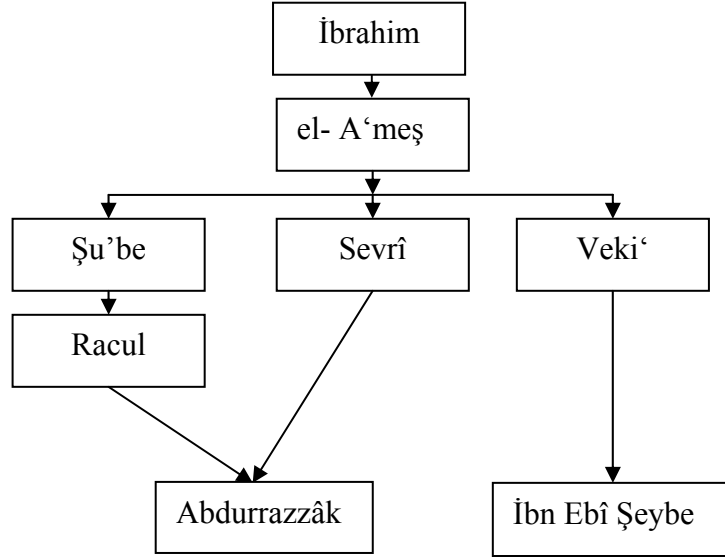 İbrahim
el- A‘meş
Şu’be
Sevrî
Veki‘
Racul
Abdurrazzâk
İbn Ebî Şeybe